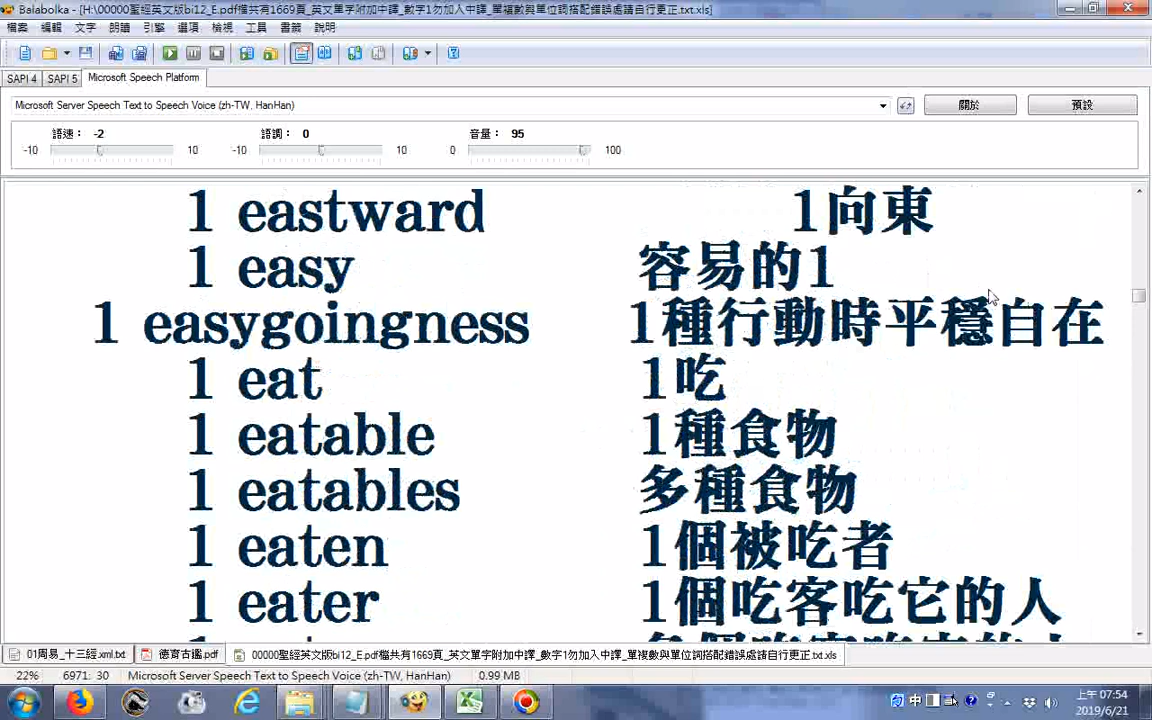 Balabolka - [H:\00000聖經英文版bi12_E.pdf檔共有1669頁_英文單字附加中譯_數字1勿加入中譯_單複數與單位詞搭配錯誤處請自行更正.txt.xls]
檔案 編輯 文字 朗讀 引擎 選項 檢視 工具 書籤 說明
SAPI 4 SAPI 5 Microsoft Speech Platform
Microsoft Server Speech Text to Speech Voice (zh-TW, HanHan) 關於 預設
語速： -2 語調： 0 音量： 95
-10 10 -10 10 0 100
1 eastward 1向東
1 easy 容易的1
1 easygoingness 1種行動時平穩自在
1 eat 1吃
1 eatable 1種食物
1 eatables 多種食物
1 eaten 1個被吃者
1 eater 1個吃客吃它的人
01周易_十三經.xml.txt 德育古鑑.pdf 00000聖經英文版bi12_E.pdf檔共有1669頁_英文單字附加中譯_數字1勿加入中譯_單複數與單位詞搭配錯誤處請自行更正.txt.xls
22% 6971: 30 Microsoft Server Speech Text to Speech Voice (zh-TW, HanHan) 0.99 MB
中 上午 07:54
2019/6/21